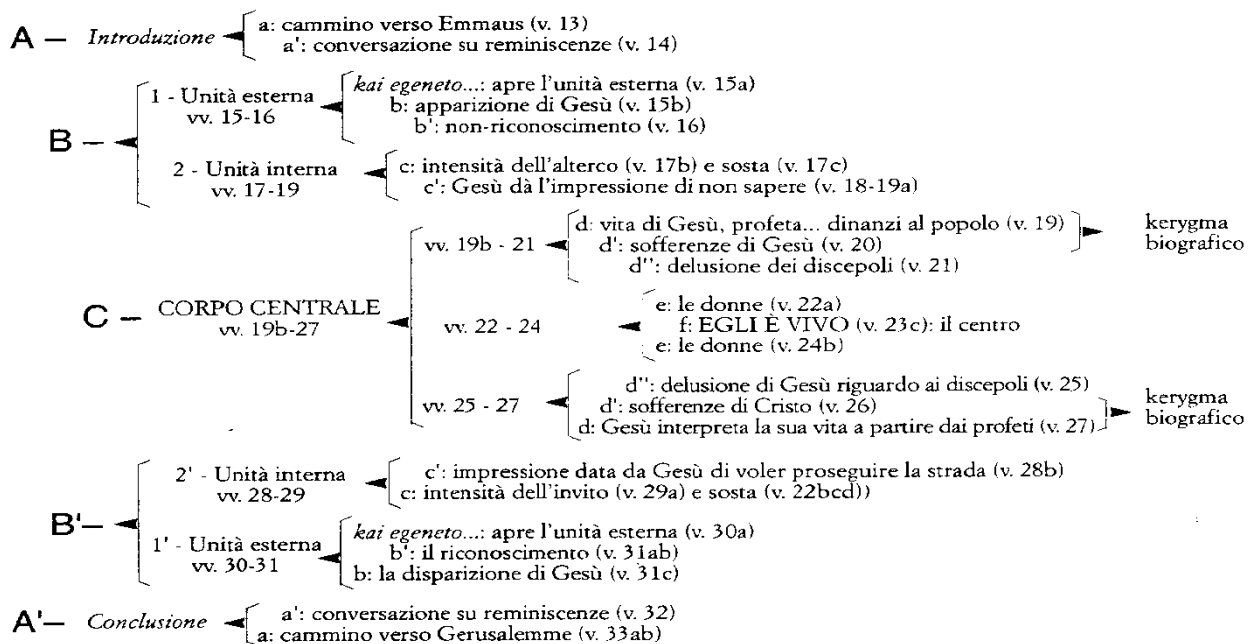 A – Introduzione a: cammino verso Emmaus (v. 13)
a': conversazione su reminiscenze (v. 14)
B –
1 - Unità esterna
vv. 15-16
kai egeneto...: apre l'unità esterna (v. 15a)
b: apparizione di Gesù (v. 15b)
b': non-riconoscimento (v. 16)
2 - Unità interna
vv. 17-19
c: intensità dell'alterco (v. 17b) e sosta (v. 17c)
c': Gesù dà l'impressione di non sapere (v. 18-19a)
C – CORPO CENTRALE
vv. 19b-27
vv. 19b - 21
d: vita di Gesù, profeta... dinanzi al popolo (v. 19)
d': sofferenze di Gesù (v. 20)
d'': delusione dei discepoli (v. 21)
kerygma
biografico
vv. 22 - 24
e: le donne (v. 22a)
f: EGLI È VIVO (v. 23c): il centro
e: le donne (v. 24b)
vv. 25 - 27
d'': delusione di Gesù riguardo ai discepoli (v. 25)
d': sofferenze di Cristo (v. 26)
d: Gesù interpreta la sua vita a partire dai profeti (v. 27)
kerygma
biografico
B'–
2' - Unità interna
vv. 28-29
c': impressione data da Gesù di voler proseguire la strada (v. 28b)
c: intensità dell'invito (v. 29a) e sosta (v. 22bcd))
1' - Unità esterna
vv. 30-31
kai egeneto...: apre l'unità esterna (v. 30a)
b': il riconoscimento (v. 31ab)
b: la disparizione di Gesù (v. 31c)
A'– Conclusione a': conversazione su reminiscenze (v. 32)
a: cammino verso Gerusalemme (v. 33ab)